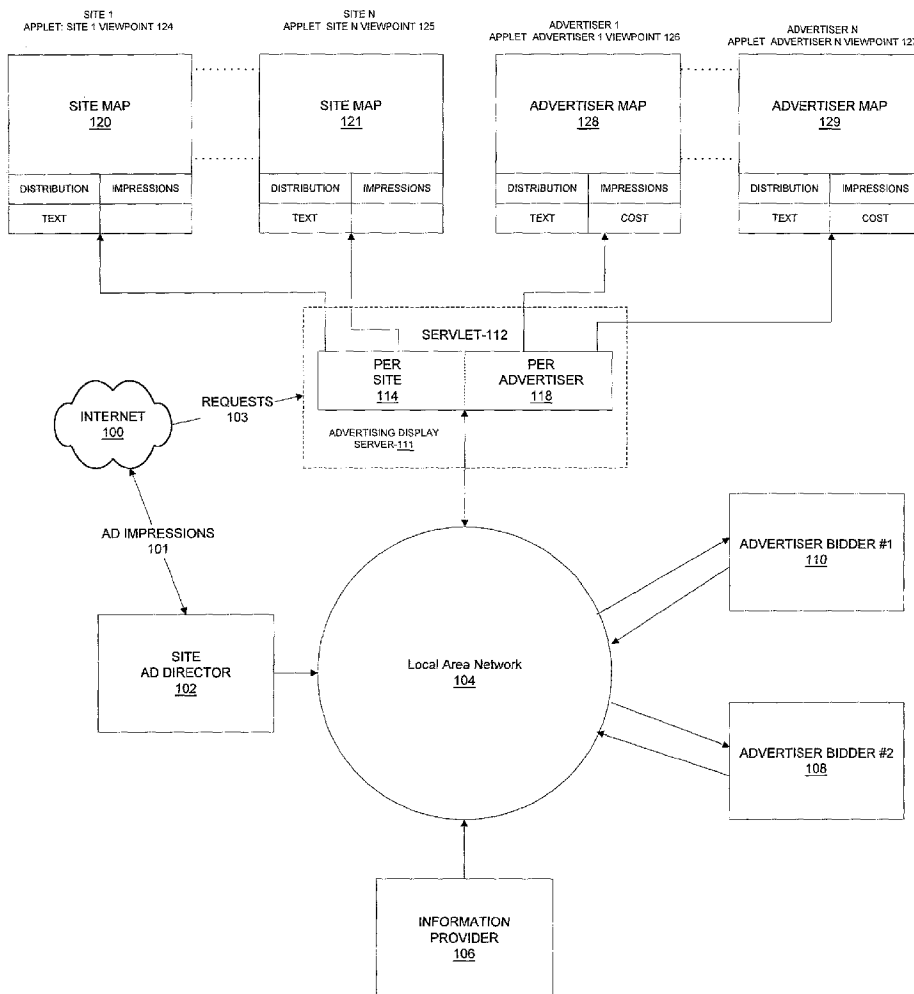 SITE 1
APPLET: SITE 1 VIEWPOINT 124
SITE N
APPLET SITE N VIEWPOINT 125
ADVERTISER 1
APPLET ADVERTISER 1 VIEWPOINT 126
ADVERTISER N
APPLET ADVERTISER N VIEWPOINT 127
SITE MAP
120
SITE MAP
121
ADVERTISER MAP
128
ADVERTISER MAP
129
DISTRIBUTION
IMPRESSIONS
TEXT
DISTRIBUTION
IMPRESSIONS
TEXT
DISTRIBUTION
IMPRESSIONS
TEXT
COST
DISTRIBUTION
IMPRESSIONS
TEXT
COST
SERVLET-112
PER
SITE
114
PER
ADVERTISER
118
ADVERTISING DISPLAY
SERVER-111
INTERNET
100
REQUESTS
103
AD IMPRESSIONS
101
SITE
AD DIRECTOR
102
Local Area Network
104
ADVERTISER BIDDER #1
110
ADVERTISER BIDDER #2
108
INFORMATION
PROVIDER
106